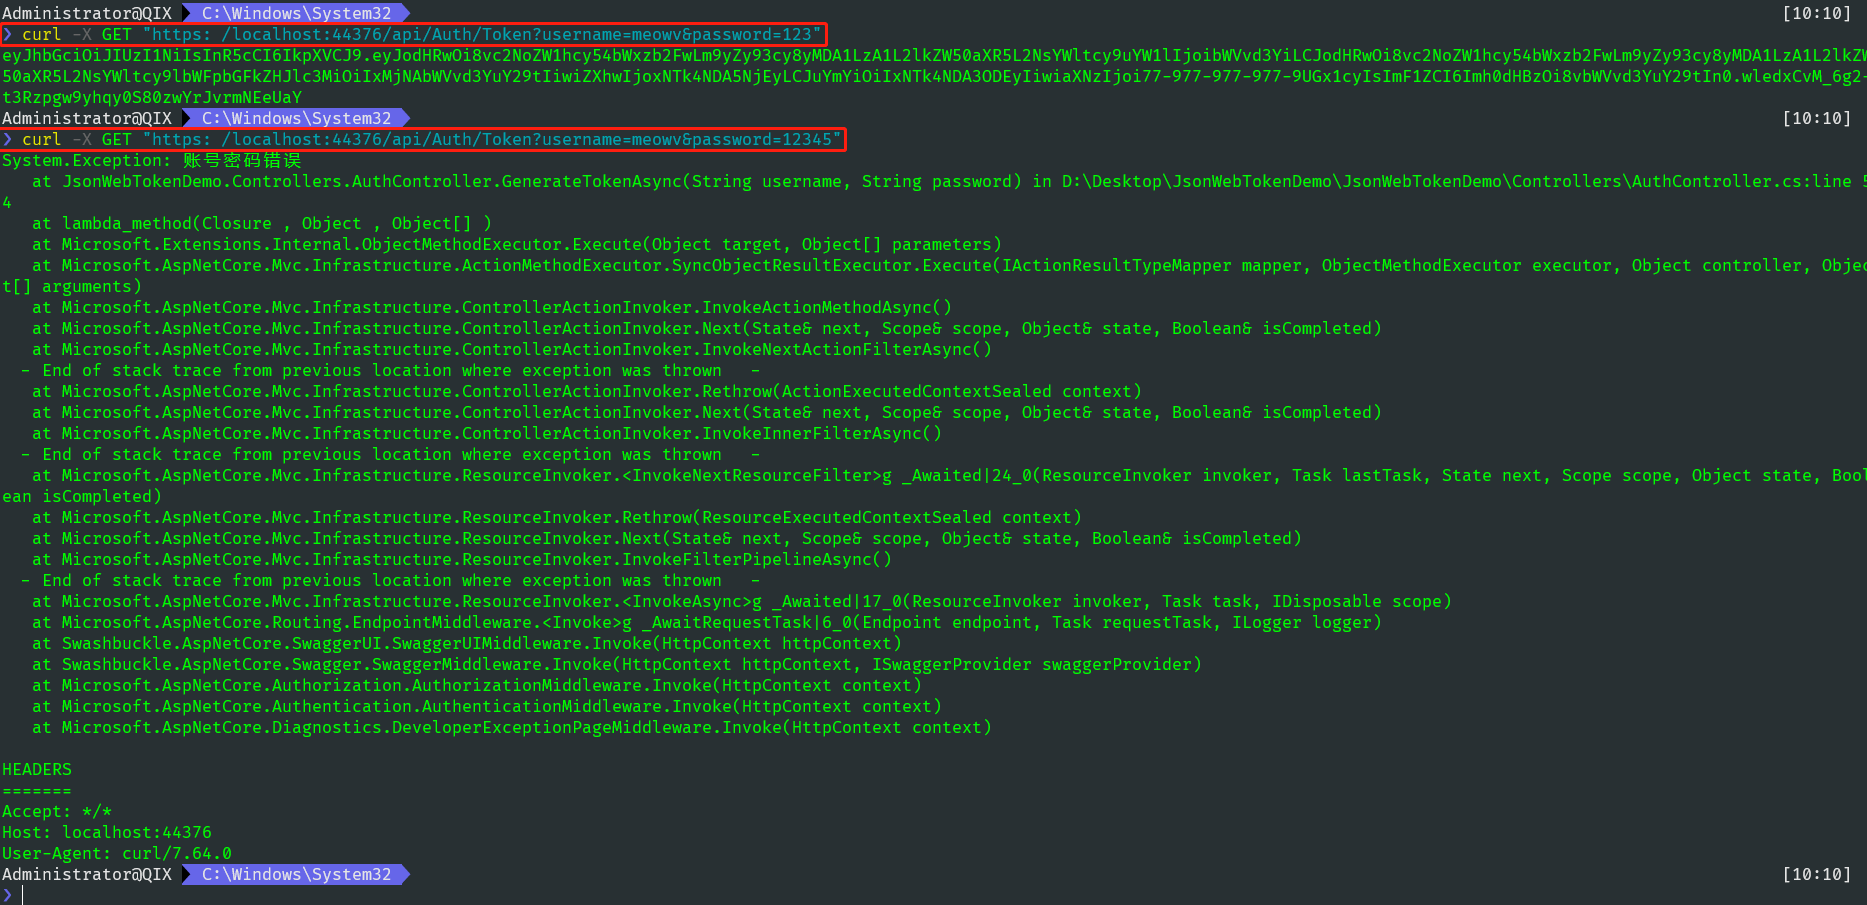 Administrator@QIX C:\Windows\System32 [10:10]
❯ curl -X GET "https: /localhost:44376/api/Auth/Token?username=meowv&password=123"
eyJhbGciOiJIUzI1NiIsInR5cCI6IkpXVCJ9.eyJodHRwOi8vc2NoZW1hcy54bWxzb2FwLm9yZy93cy8yMDA1LzA1L2lkZW50aXR5L2NsYWltcy9uYW1lIjoibWVvd3YiLCJodHRwOi8vc2NoZW1hcy54bWxzb2FwLm9yZy93cy8yMDA1LzA1L2lkZW
50aXR5L2NsYWltcy9lbWFpbGFkZHJlc3MiOiIxMjNAbWVvd3YuY29tIiwiZXhwIjoxNTk4NDA5NjEyLCJuYmYiOiIxNTk4NDA3ODEyIiwiaXNzIjoi77-977-977-977-9UGx1cyIsImF1ZCI6Imh0dHBzOi8vbWVvd3YuY29tIn0.wledxCvM_6g2-
t3Rzpgw9yhqy0S80zwYrJvrmNEeUaY
Administrator@QIX C:\Windows\System32 [10:10]
❯ curl -X GET "https: /localhost:44376/api/Auth/Token?username=meowv&password=12345"
System.Exception: 账号密码错误
at JsonWebTokenDemo.Controllers.AuthController.GenerateTokenAsync(String username, String password) in D:\Desktop\JsonWebTokenDemo\JsonWebTokenDemo\Controllers\AuthController.cs:line 5
4
at lambda_method(Closure , Object , Object[] )
at Microsoft.Extensions.Internal.ObjectMethodExecutor.Execute(Object target, Object[] parameters)
at Microsoft.AspNetCore.Mvc.Infrastructure.ActionMethodExecutor.SyncObjectResultExecutor.Execute(IActionResultTypeMapper mapper, ObjectMethodExecutor executor, Object controller, Objec
t[] arguments)
at Microsoft.AspNetCore.Mvc.Infrastructure.ControllerActionInvoker.InvokeActionMethodAsync()
at Microsoft.AspNetCore.Mvc.Infrastructure.ControllerActionInvoker.Next(State& next, Scope& scope, Object& state, Boolean& isCompleted)
at Microsoft.AspNetCore.Mvc.Infrastructure.ControllerActionInvoker.InvokeNextActionFilterAsync()
- End of stack trace from previous location where exception was thrown -
at Microsoft.AspNetCore.Mvc.Infrastructure.ControllerActionInvoker.Rethrow(ActionExecutedContextSealed context)
at Microsoft.AspNetCore.Mvc.Infrastructure.ControllerActionInvoker.Next(State& next, Scope& scope, Object& state, Boolean& isCompleted)
at Microsoft.AspNetCore.Mvc.Infrastructure.ControllerActionInvoker.InvokeInnerFilterAsync()
- End of stack trace from previous location where exception was thrown -
at Microsoft.AspNetCore.Mvc.Infrastructure.ResourceInvoker.<InvokeNextResourceFilter>g _Awaited|24_0(ResourceInvoker invoker, Task lastTask, State next, Scope scope, Object state, Bool
ean isCompleted)
at Microsoft.AspNetCore.Mvc.Infrastructure.ResourceInvoker.Rethrow(ResourceExecutedContextSealed context)
at Microsoft.AspNetCore.Mvc.Infrastructure.ResourceInvoker.Next(State& next, Scope& scope, Object& state, Boolean& isCompleted)
at Microsoft.AspNetCore.Mvc.Infrastructure.ResourceInvoker.InvokeFilterPipelineAsync()
- End of stack trace from previous location where exception was thrown -
at Microsoft.AspNetCore.Mvc.Infrastructure.ResourceInvoker.<InvokeAsync>g _Awaited|17_0(ResourceInvoker invoker, Task task, IDisposable scope)
at Microsoft.AspNetCore.Routing.EndpointMiddleware.<Invoke>g _AwaitRequestTask|6_0(Endpoint endpoint, Task requestTask, ILogger logger)
at Swashbuckle.AspNetCore.SwaggerUI.SwaggerUIMiddleware.Invoke(HttpContext httpContext)
at Swashbuckle.AspNetCore.Swagger.SwaggerMiddleware.Invoke(HttpContext httpContext, ISwaggerProvider swaggerProvider)
at Microsoft.AspNetCore.Authorization.AuthorizationMiddleware.Invoke(HttpContext context)
at Microsoft.AspNetCore.Authentication.AuthenticationMiddleware.Invoke(HttpContext context)
at Microsoft.AspNetCore.Diagnostics.DeveloperExceptionPageMiddleware.Invoke(HttpContext context)
HEADERS
=======
Accept: */*
Host: localhost:44376
User-Agent: curl/7.64.0
Administrator@QIX C:\Windows\System32 [10:10]
❯